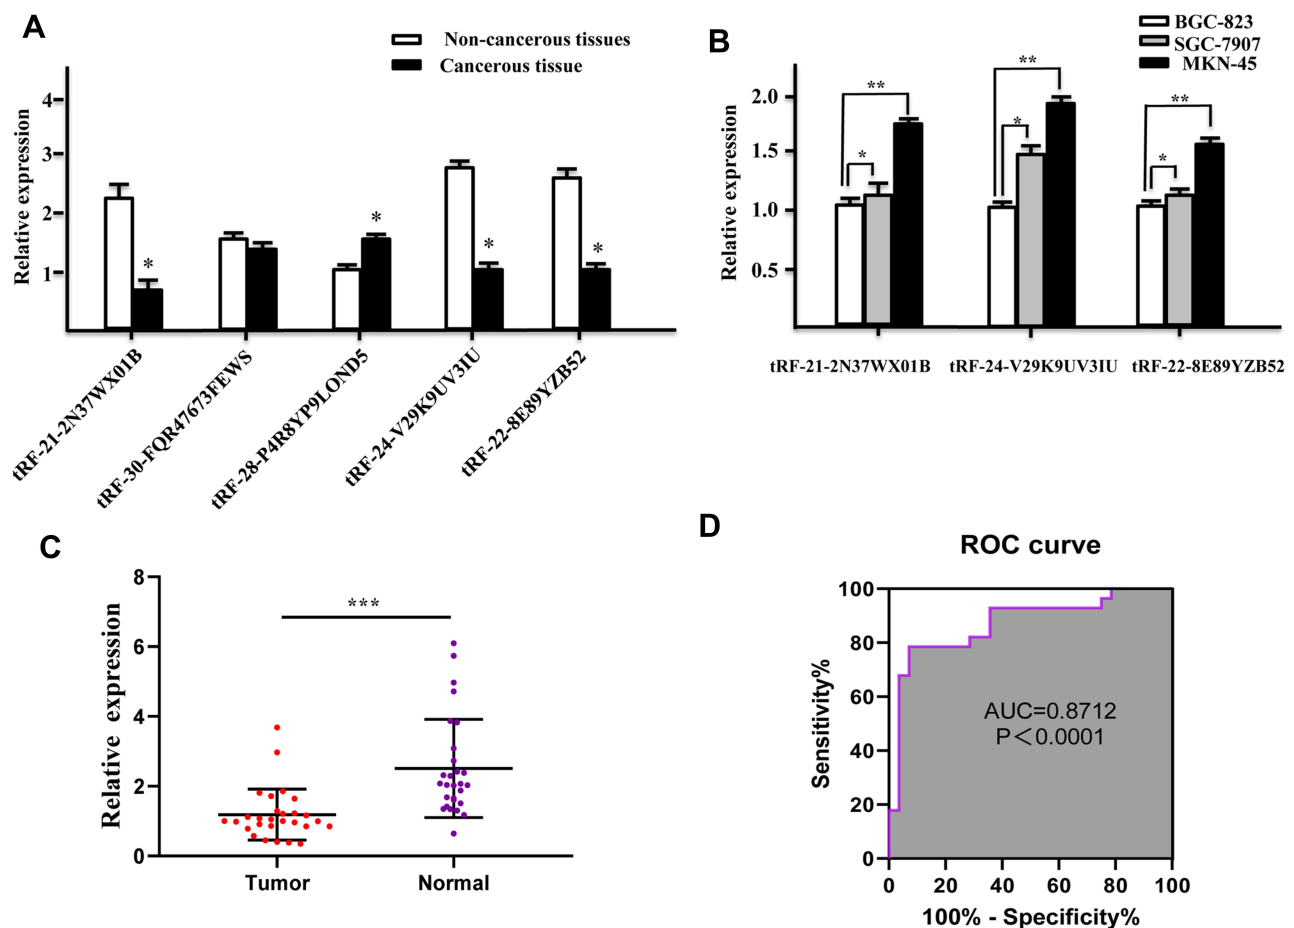 A
Non-cancerous tissues
Cancerous tissue
Relative expression
4
3
2
1
*
*
*
*
tRF-21-2N37WX01B
tRF-30-FQR47673FEWS
tRF-28-P4R8YP9LOND5
tRF-24-V29K9UV3IU
tRF-22-8E89YZB52
B
BGC-823
SGC-7907
MKN-45
Relative expression
2.0
1.5
1.0
0.5
**
*
**
*
**
*
tRF-21-2N37WX01B
tRF-24-V29K9UV3IU
tRF-22-8E89YZB52
C
Relative expression
8
6
4
2
0
***
Tumor
Normal
D
ROC curve
Sensitivity%
100
80
60
40
20
0
AUC=0.8712
P<0.0001
0 20 40 60 80 100
100% - Specificity%